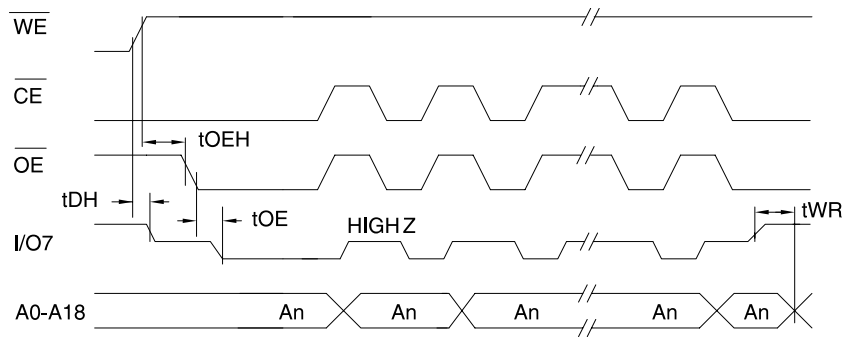 WE
CE
tOEH
OE
tDH
tOE
tWR
HIGH Z
I/O7
A0-A18 An An An An An